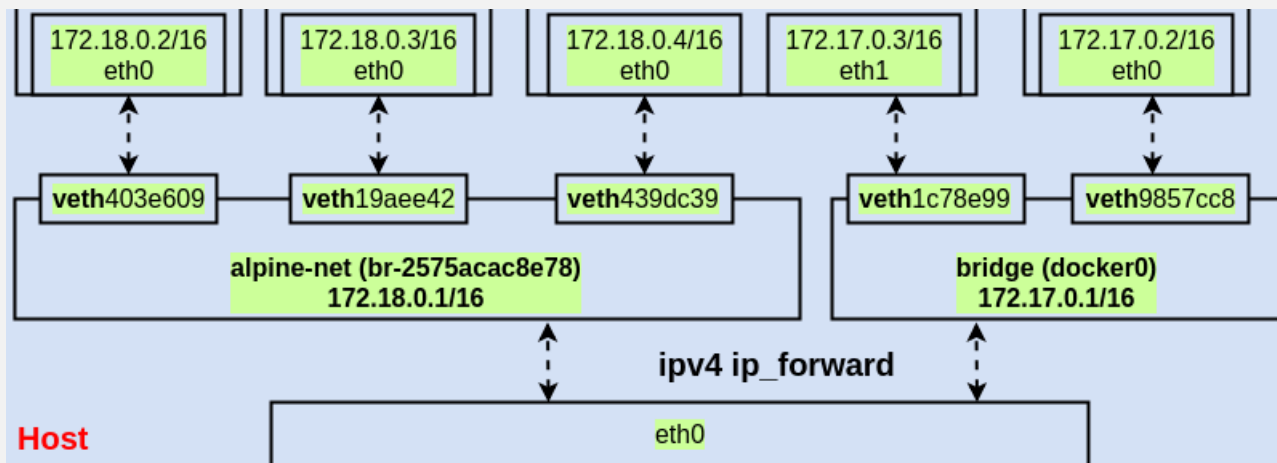 172.18.0.2/16
eth0
172.18.0.3/16
eth0
172.18.0.4/16
eth0
172.17.0.3/16
eth1
172.17.0.2/16
eth0
veth403e609
veth19aee42
veth439dc39
veth1c78e99
veth9857cc8
alpine-net (br-2575acac8e78)
172.18.0.1/16
bridge (docker0)
172.17.0.1/16
ipv4 ip_forward
Host
eth0